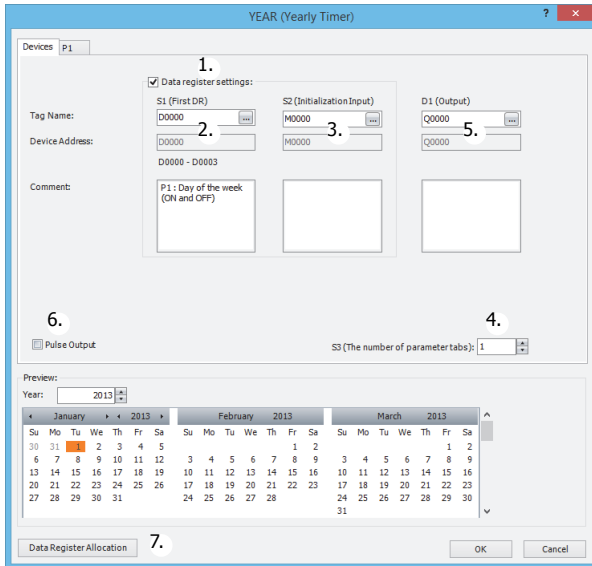 YEAR (Yearly Timer)
?
Devices P1
1.
Data register settings:
S1 (First DR) S2 (Initialization Input) D1 (Output)
Tag Name: D0000 ... M0000 ... Q0000 ...
2. 3. 5.
Device Address: D0000 M0000 Q0000
D0000 - D0003
Comment: P1 : Day of the week
(ON and OFF)
6. 4.
Pulse Output S3 (The number of parameter tabs): 1
Preview:
Year: 2013
January 2013 February 2013 March 2013
Su Mo Tu We Th Fr Sa Su Mo Tu We Th Fr Sa Su Mo Tu We Th Fr Sa
30 31 1 2 3 4 5 1 2 1 2
6 7 8 9 10 11 12 3 4 5 6 7 8 9 3 4 5 6 7 8 9
13 14 15 16 17 18 19 10 11 12 13 14 15 16 10 11 12 13 14 15 16
20 21 22 23 24 25 26 17 18 19 20 21 22 23 17 18 19 20 21 22 23
27 28 29 30 31 24 25 26 27 28 24 25 26 27 28 29 30
31
Data Register Allocation 7. OK Cancel